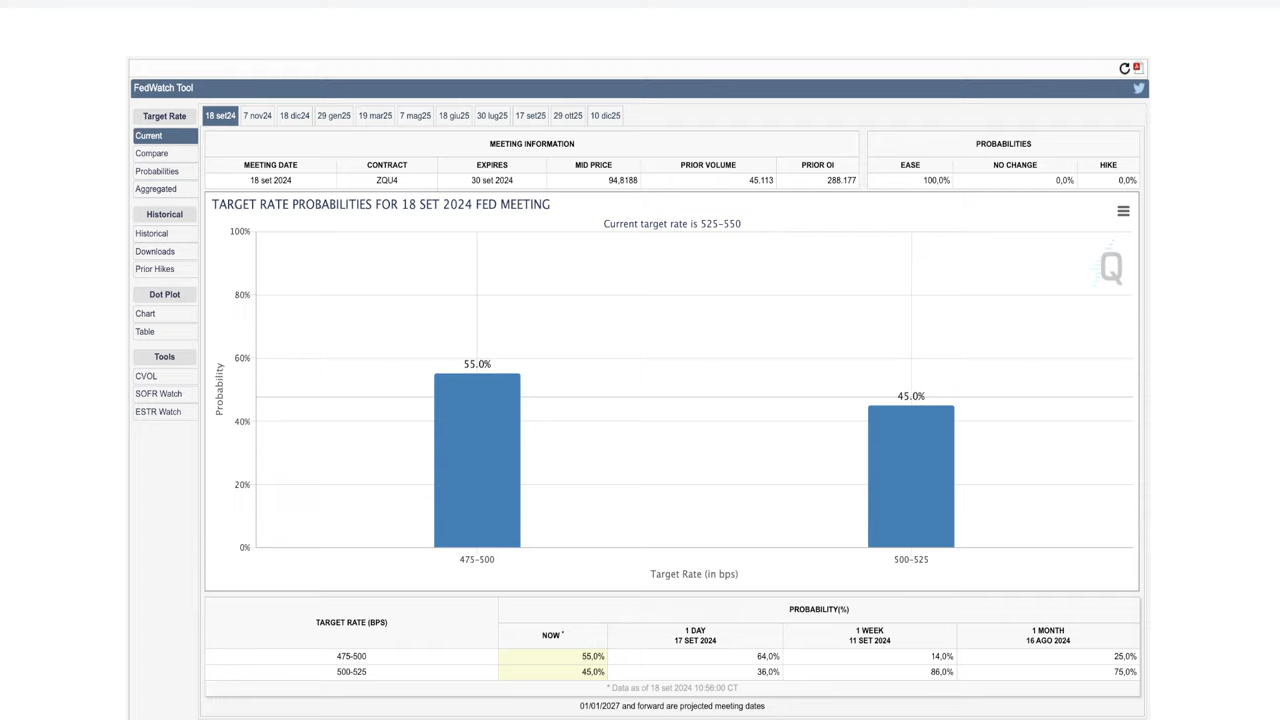 FedWatch Tool
Target Rate
Current
Compare
Probabilities
Aggregated
Historical
Historical
Downloads
Prior Hikes
Dot Plot
Chart
Table
Tools
CVOL
SOFR Watch
ESTR Watch
18 set24 7 nov24 18 dic24 29 gen25 19 mar25 7 mag25 18 giu25 30 lug25 17 set25 29 ott25 10 dic25
MEETING INFORMATION
MEETING DATE CONTRACT EXPIRES MID PRICE PRIOR VOLUME PRIOR OI
18 set 2024 ZQU4 30 set 2024 94,8188 45.113 288.177
PROBABILITIES
EASE NO CHANGE HIKE
100,0% 0,0% 0,0%
TARGET RATE PROBABILITIES FOR 18 SET 2024 FED MEETING
Current target rate is 525–550
Q
100%
80%
60%
40%
20%
0%
Probability
55.0%
45.0%
475–500 500–525
Target Rate (in bps)
TARGET RATE (BPS) PROBABILITY(%)
NOW * 1 DAY 1 WEEK 1 MONTH
17 SET 2024 11 SET 2024 16 AGO 2024
475-500 55,0% 64,0% 14,0% 25,0%
500-525 45,0% 36,0% 86,0% 75,0%
* Data as of 18 set 2024 10:56:00 CT
01/01/2027 and forward are projected meeting dates